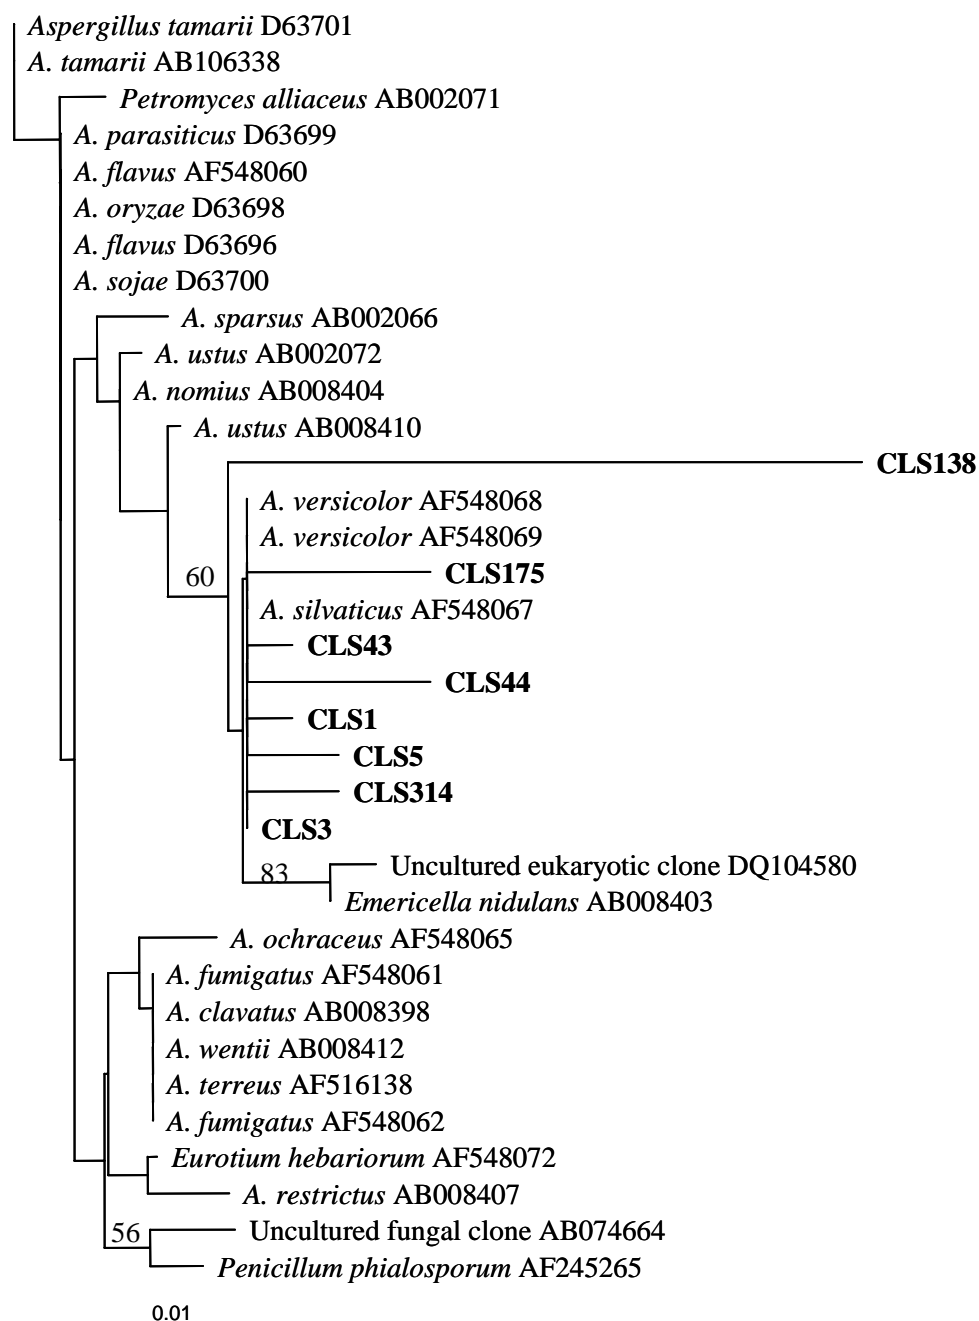 Aspergillus tamarii D63701
A. tamarii AB106338
Petromyces alliaceus AB002071
A. parasiticus D63699
A. flavus AF548060
A. oryzae D63698
A. flavus D63696
A. sojae D63700
A. sparsus AB002066
A. ustus AB002072
A. nomius AB008404
A. ustus AB008410
CLS138
A. versicolor AF548068
A. versicolor AF548069
CLS175
60
A. silvaticus AF548067
CLS43
CLS44
CLS1
CLS5
CLS314
CLS3
Uncultured eukaryotic clone DQ104580
83
Emericella nidulans AB008403
A. ochraceus AF548065
A. fumigatus AF548061
A. clavatus AB008398
A. wentii AB008412
A. terreus AF516138
A. fumigatus AF548062
Eurotium hebariorum AF548072
A. restrictus AB008407
56 Uncultured fungal clone AB074664
Penicillum phialosporum AF245265
0.01